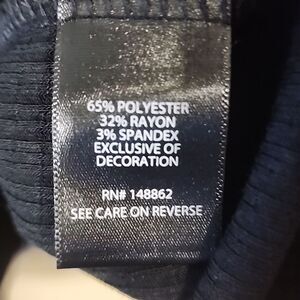 65% POLYESTER
32% RAYON
3% SPANDEX
EXCLUSIVE OF
DECORATION
RN# 148862
SEE CARE ON REVERSE